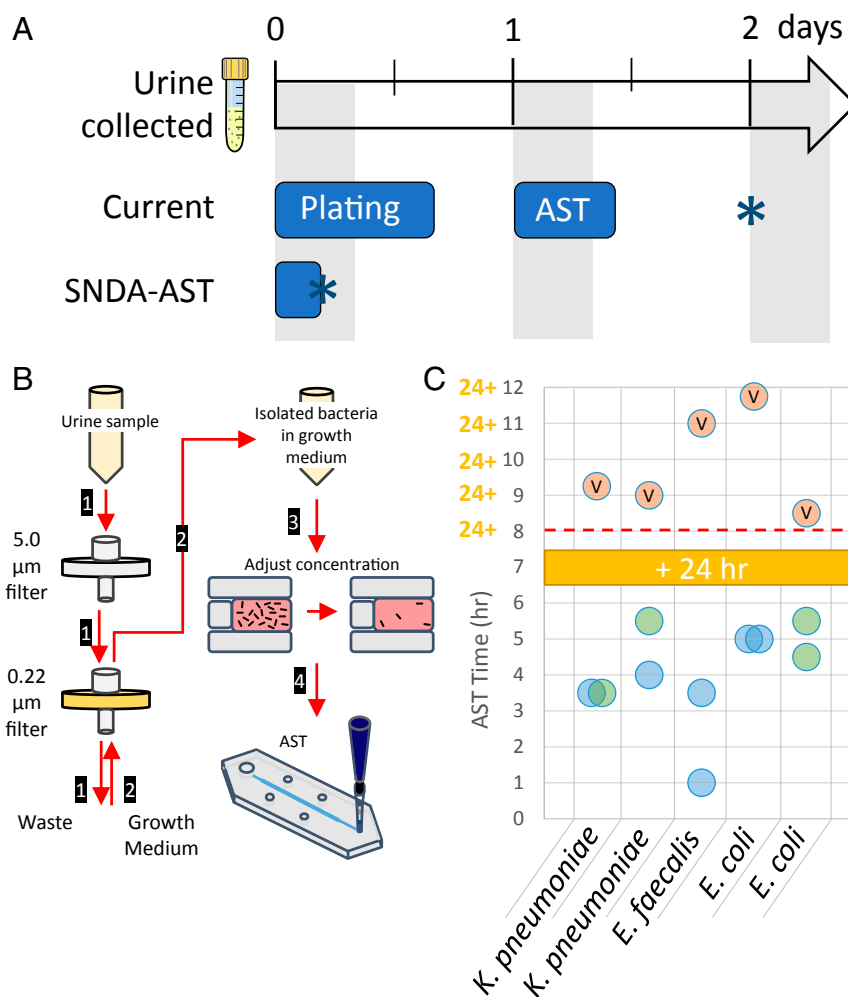 A
0 1 2 days
Urine
collected
Current
Plating
AST
*
SNDA-AST
*
B
Urine sample
1
5.0
μm
filter
1
0.22
μm
filter
1
2
Waste
Growth
Medium
2
Isolated bacteria
in growth
medium
3
Adjust concentration
4
AST
C
AST Time (hr)
24+ 12
24+ 11
24+ 10
24+ 9
24+ 8
7
6
5
4
3
2
1
0
V
V
V
V
V
+ 24 hr
K. pneumoniae
K. pneumoniae
E. faecalis
E. coli
E. coli